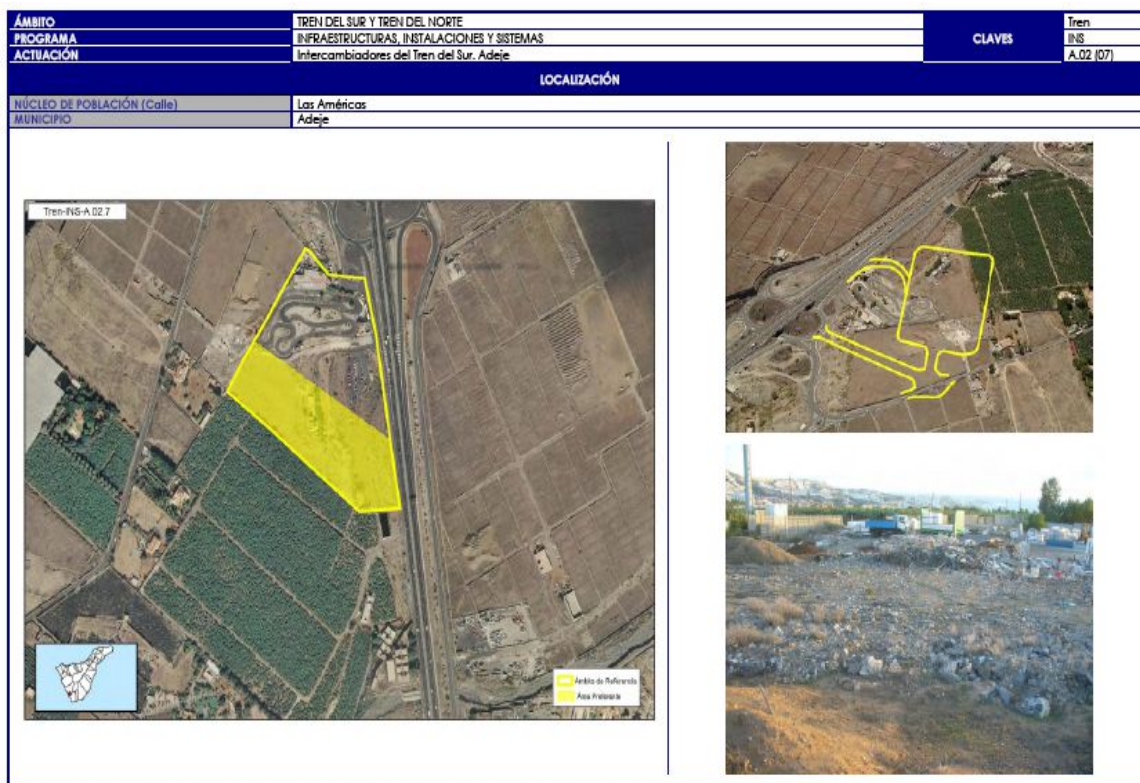 ÁMBITO TREN DEL SUR Y TREN DEL NORTE CLAVES Tren
PROGRAMA INFRAESTRUCTURAS, INSTALACIONES Y SISTEMAS INS
ACTUACIÓN Intercambiadores del Tren del Sur. Adeje A.02 (07)
LOCALIZACIÓN
NÚCLEO DE POBLACIÓN (Calle) Las Américas
MUNICIPIO Adeje
Tren-INS-A.02.7
Ámbito de Referencia
Área Preferente